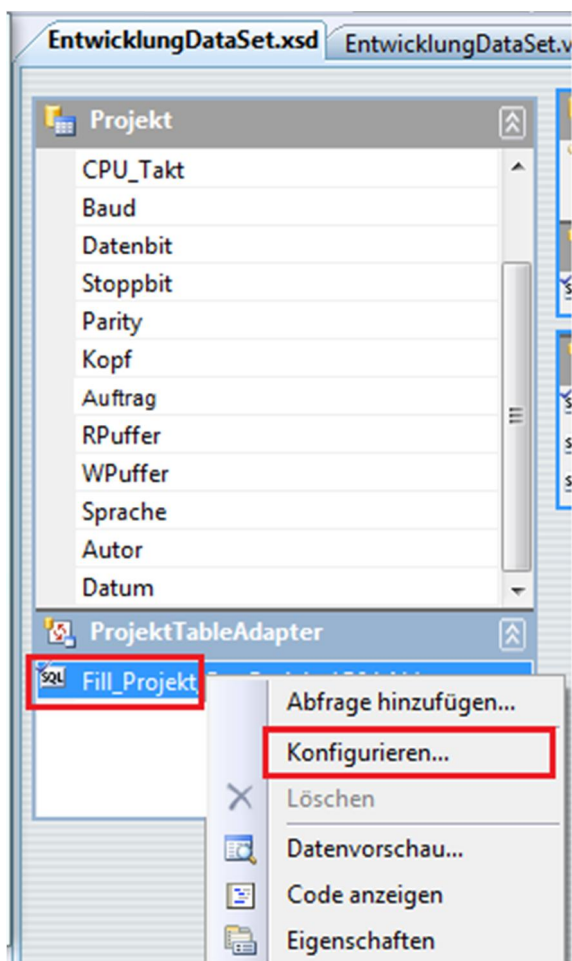 EntwicklungDataSet.xsd EntwicklungDataSet.v
Projekt
CPU_Takt
Baud
Datenbit
Stoppbit
Parity
Kopf
Auftrag
RPuffer
WPuffer
Sprache
Autor
Datum
ProjektTableAdapter
SQL Fill_Projekt
Abfrage hinzufügen...
Konfigurieren...
Löschen
Datenvorschau...
Code anzeigen
Eigenschaften